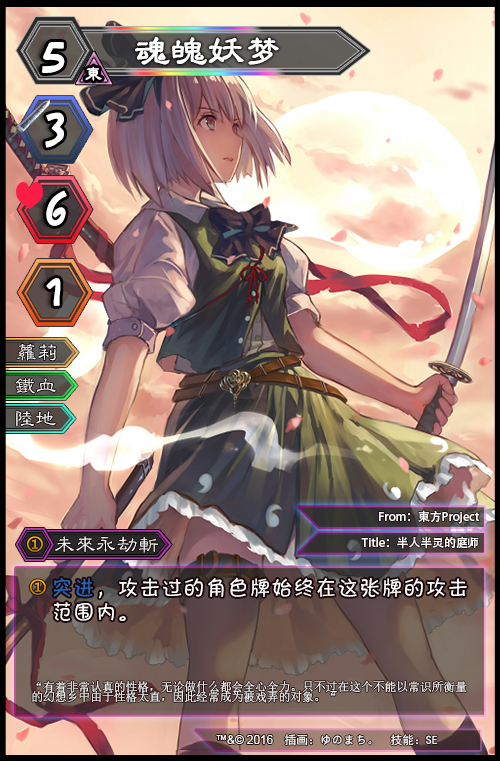 5
東
魂魄妖梦
3
6
1
蘿莉
鐵血
陸地
From：東方Project
Title：半人半灵的庭师
① 未來永劫斬
① 突进，攻击过的角色牌始终在这张牌的攻击
范围内。
“有着非常认真的性格，无论做什么都会全心全力。只不过在这个不能以常识所衡量
的幻想乡中由于性格太直，因此经常成为被戏弄的对象。”
™&© 2016 插画：ゆのまち。 技能：SE